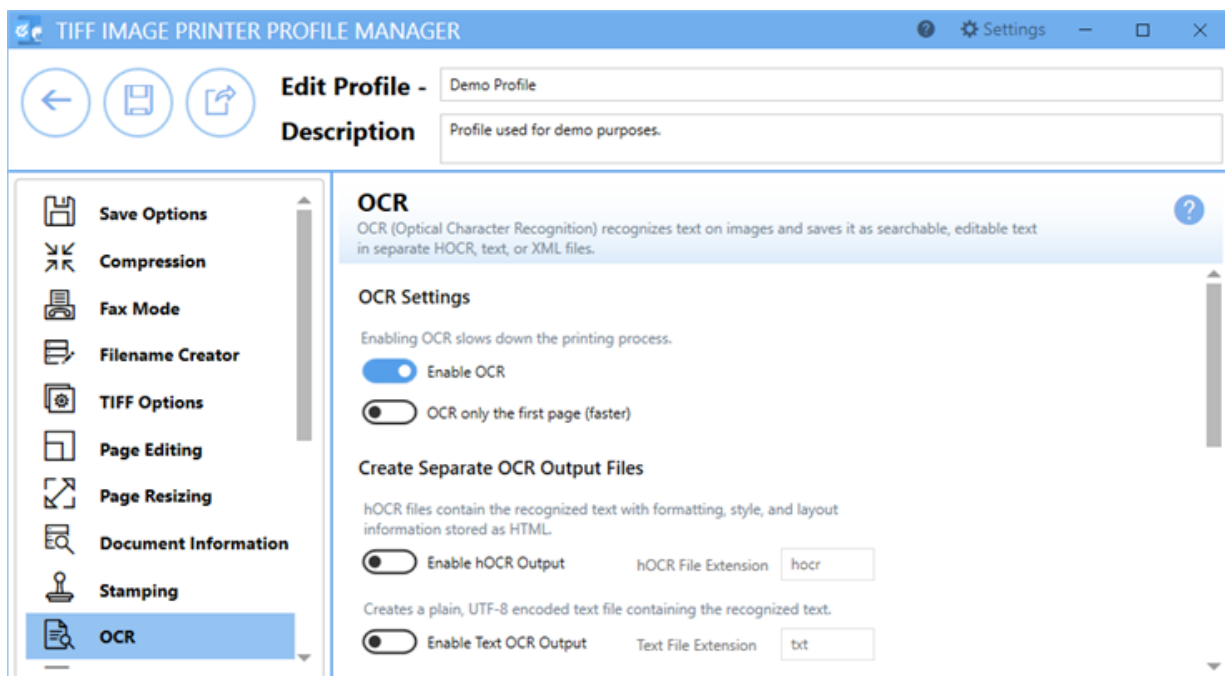 TIFF IMAGE PRINTER PROFILE MANAGER
? Settings
Edit Profile - Demo Profile
Description Profile used for demo purposes.
Save Options
Compression
Fax Mode
Filename Creator
TIFF Options
Page Editing
Page Resizing
Document Information
Stamping
OCR
OCR
?
OCR (Optical Character Recognition) recognizes text on images and saves it as searchable, editable text
in separate HOCR, text, or XML files.
OCR Settings
Enabling OCR slows down the printing process.
Enable OCR
OCR only the first page (faster)
Create Separate OCR Output Files
hOCR files contain the recognized text with formatting, style, and layout
information stored as HTML.
Enable hOCR Output hOCR File Extension hocr
Creates a plain, UTF-8 encoded text file containing the recognized text.
Enable Text OCR Output Text File Extension txt